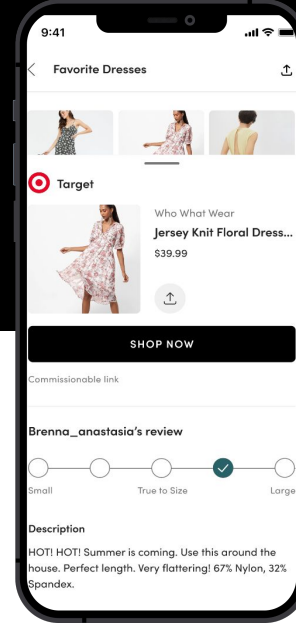 9:41
Favorite Dresses
Target
Who What Wear
Jersey Knit Floral Dress...
$39.99
SHOP NOW
Commissionable link
Brenna_anastasia's review
Small True to Size Large
Description
HOT! HOT! Summer is coming. Use this around the
house. Perfect length. Very flattering! 67% Nylon, 32%
Spandex.